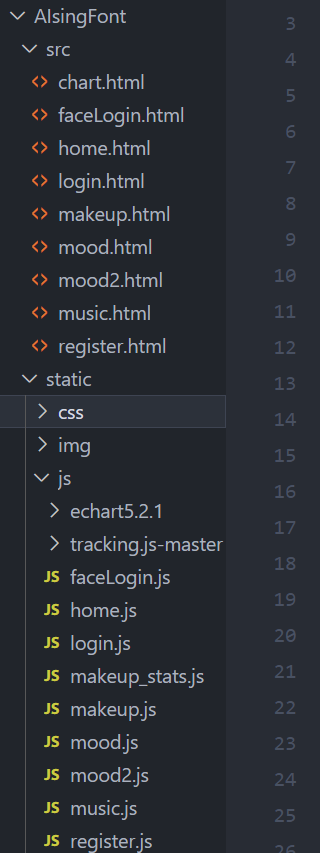 AlsingFont
src
chart.html
faceLogin.html
home.html
login.html
makeup.html
mood.html
mood2.html
music.html
register.html
static
css
img
js
echart5.2.1
tracking.js-master
JS faceLogin.js
JS home.js
JS login.js
JS makeup_stats.js
JS makeup.js
JS mood.js
JS mood2.js
JS music.js
JS register.js
3
4
5
6
7
8
9
10
11
12
13
14
15
16
17
18
19
20
21
22
23
24
25
26